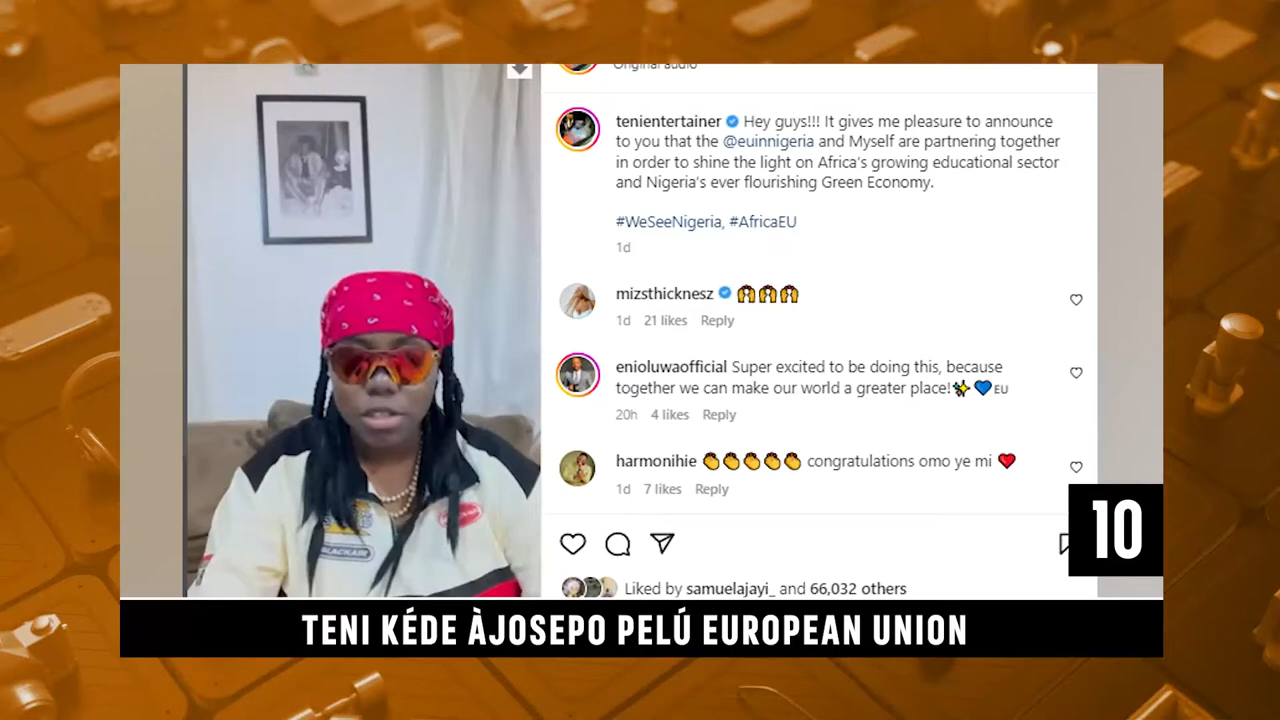 Original audio
tenientertainer Hey guys!!! It gives me pleasure to announce
to you that the @euinnigeria and Myself are partnering together
in order to shine the light on Africa's growing educational sector
and Nigeria's ever flourishing Green Economy.
#WeSeeNigeria, #AfricaEU
1d
mizsthicknesz 🙌🙌🙌
1d 21 likes Reply
enioluwaofficial Super excited to be doing this, because
together we can make our world a greater place!✨💙EU
20h 4 likes Reply
harmonihie 👏👏👏👏👏 congratulations omo ye mi ❤️
1d 7 likes Reply
Liked by samuelajayi_ and 66,032 others
10
TENI KÉDE ÀJOSEPO PELÚ EUROPEAN UNION